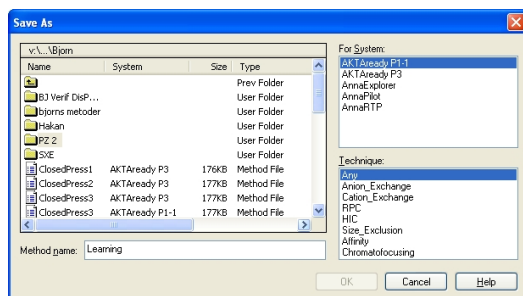 Save As
v:\...\Bjorn
Name System Size Type
Prev Folder
BJ Verif DisP... User Folder
bjorns metoder User Folder
Hakan User Folder
PZ 2 User Folder
SXE User Folder
ClosedPress1 AKTAready P3 176KB Method File
ClosedPress2 AKTAready P3 177KB Method File
ClosedPress3 AKTAready P3 177KB Method File
ClosedPress3 AKTAready P1-1 177KB Method File
Method name: Learning
For System:
AKTAready P1-1
AKTAready P3
AnnaExplorer
AnnaPilot
AnnaRTP
Technique:
Any
Anion_Exchange
Cation_Exchange
RPC
HIC
Size_Exclusion
Affinity
Chromatofocusing
OK Cancel Help